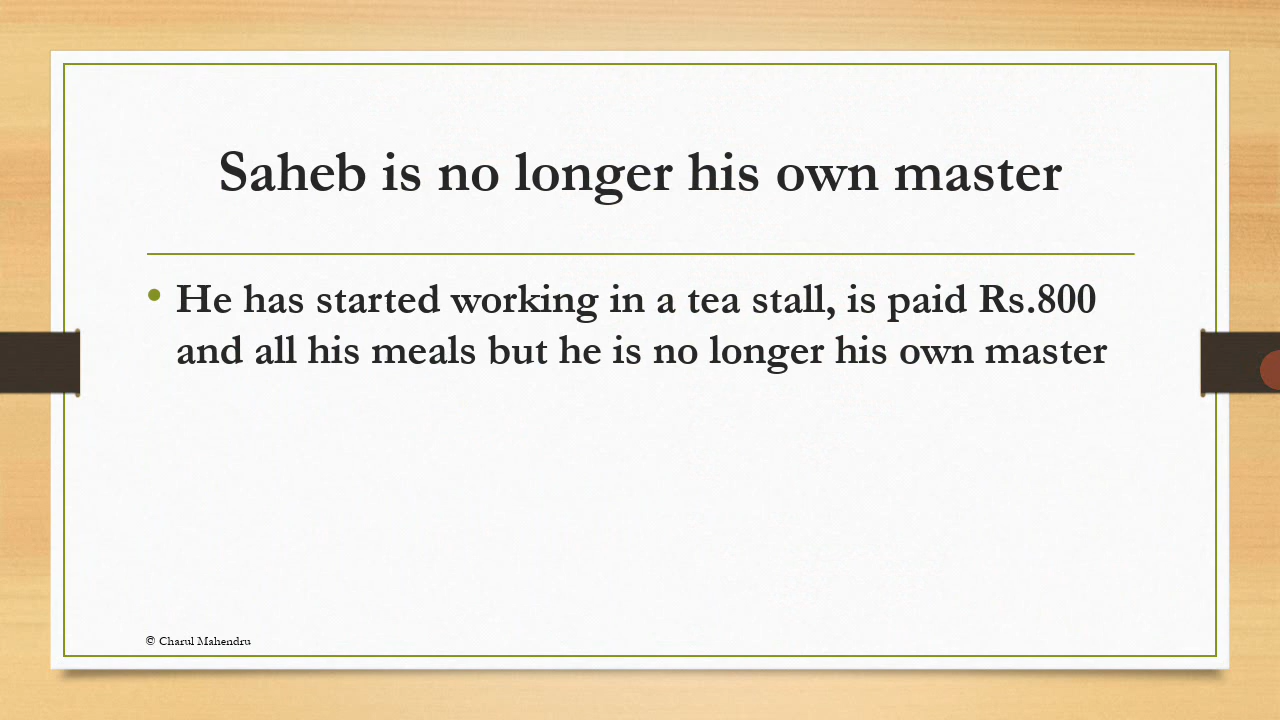 Saheb is no longer his own master
• He has started working in a tea stall, is paid Rs.800
and all his meals but he is no longer his own master
© Charul Mahendru